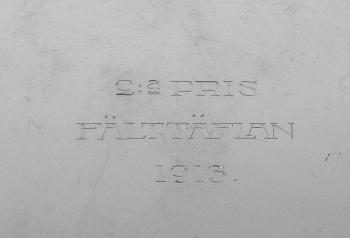 2:a PRIS
FÄLTTÄFLAN
1913.